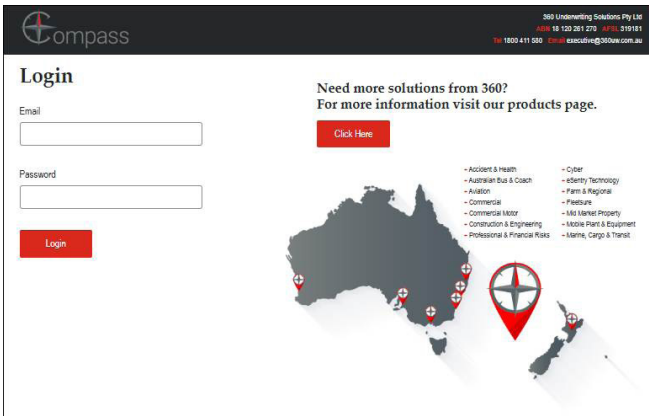 Compass
360 Underwriting Solutions Pty Ltd
ABN 18 120 261 270 AFSL 319181
Tel 1800 411 580 Email executive@360uw.com.au
Login
Email
Password
Login
Need more solutions from 360?
For more information visit our products page.
Click Here
- Accident & Health
- Australian Bus & Coach
- Aviation
- Commercial
- Commercial Motor
- Construction & Engineering
- Professional & Financial Risks
- Cyber
- eSentry Technology
- Farm & Regional
- Fleetsure
- Mid Market Property
- Mobile Plant & Equipment
- Marine, Cargo & Transit